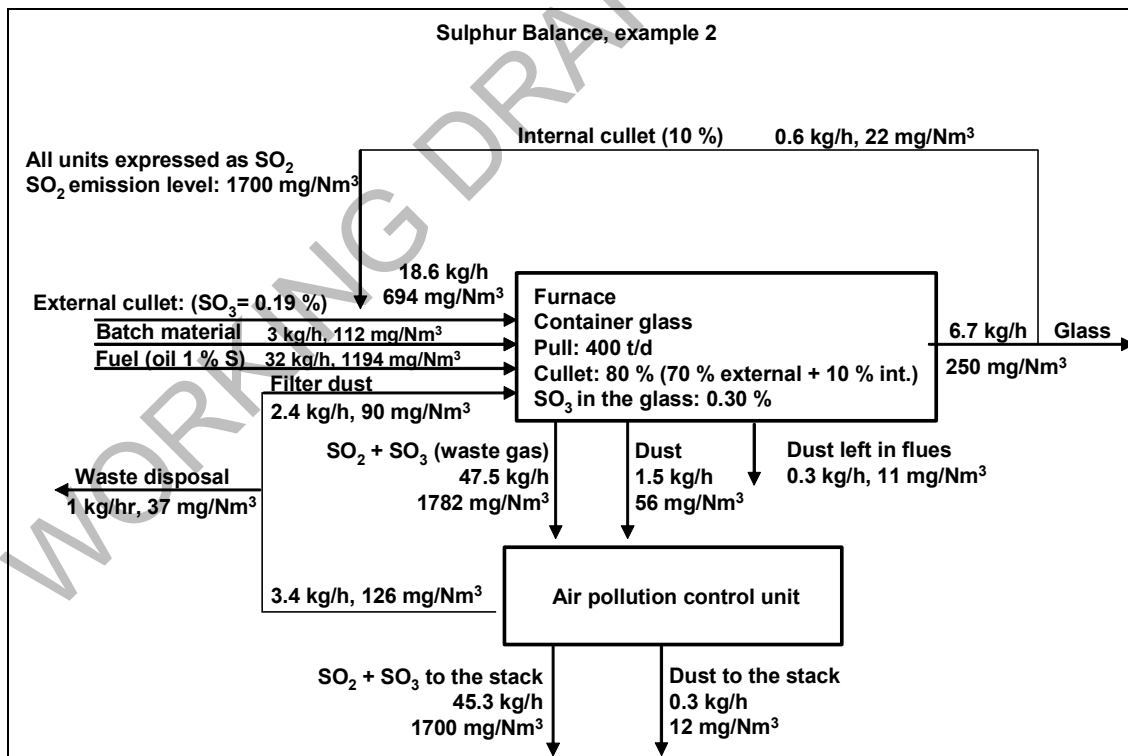 Sulphur Balance, example 2
Internal cullet (10 %) 0.6 kg/h, 22 mg/Nm³
All units expressed as SO₂
SO₂ emission level: 1700 mg/Nm³
18.6 kg/h
694 mg/Nm³
External cullet: (SO₃= 0.19 %)
Batch material 3 kg/h, 112 mg/Nm³
Fuel (oil 1 % S) 32 kg/h, 1194 mg/Nm³
Filter dust
2.4 kg/h, 90 mg/Nm³
Furnace
Container glass
Pull: 400 t/d
Cullet: 80 % (70 % external + 10 % int.)
SO₃ in the glass: 0.30 %
6.7 kg/h Glass
250 mg/Nm³
SO₂ + SO₃ (waste gas)
47.5 kg/h
1782 mg/Nm³
Dust
1.5 kg/h
56 mg/Nm³
Dust left in flues
0.3 kg/h, 11 mg/Nm³
Waste disposal
1 kg/hr, 37 mg/Nm³
3.4 kg/h, 126 mg/Nm³
Air pollution control unit
SO₂ + SO₃ to the stack
45.3 kg/h
1700 mg/Nm³
Dust to the stack
0.3 kg/h
12 mg/Nm³
WORKING DRA